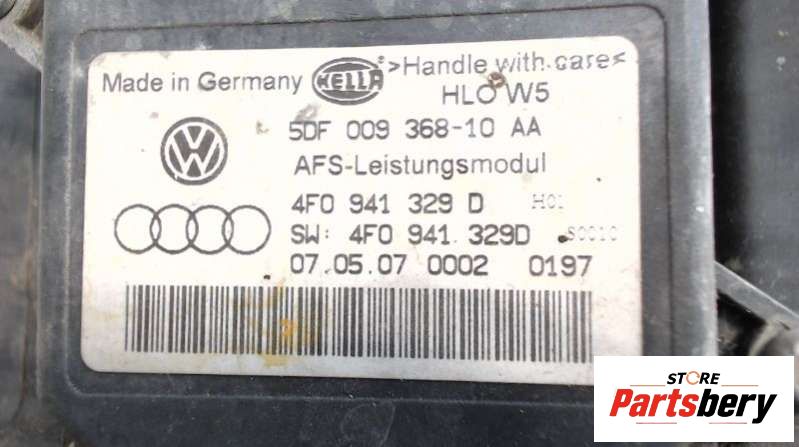 Made in Germany HELLA >Handle with care<
HLO W5
5DF 009 368-10 AA
AFS-Leistungsmodul
4F0 941 329 D H01
SW: 4F0 941 329D S0010
07.05.07 0002 0197
STORE
Partsbery